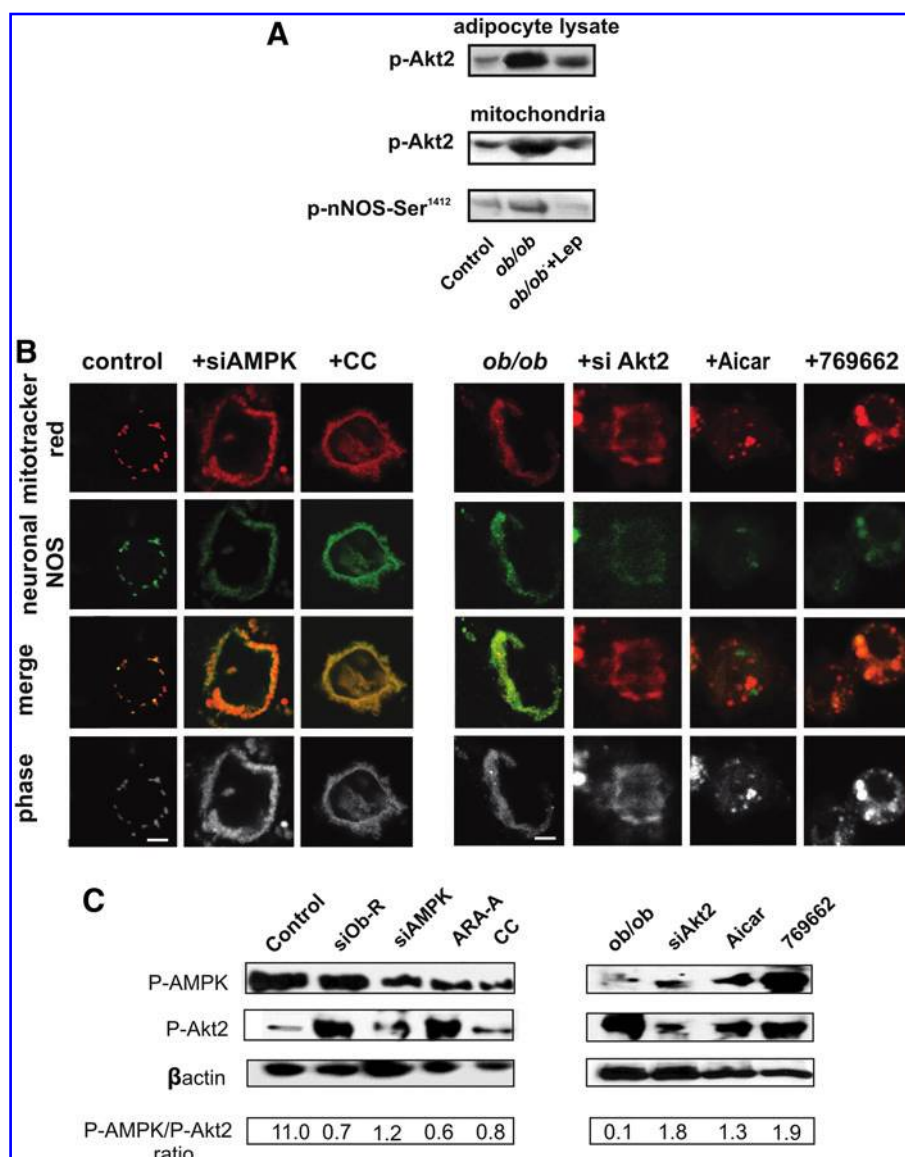 A
adipocyte lysate
p-Akt2
mitochondria
p-Akt2
p-nNOS-Ser¹⁴¹²
Control
ob/ob
ob/ob+Lep
B
control +siAMPK +CC ob/ob +si Akt2 +Aicar +769662
mitotracker red
neuronal NOS
merge
phase
C
Control siOb-R siAMPK ARA-A CC ob/ob siAkt2 Aicar 769662
P-AMPK
P-Akt2
βactin
P-AMPK/P-Akt2 ratio
11.0 0.7 1.2 0.6 0.8 0.1 1.8 1.3 1.9